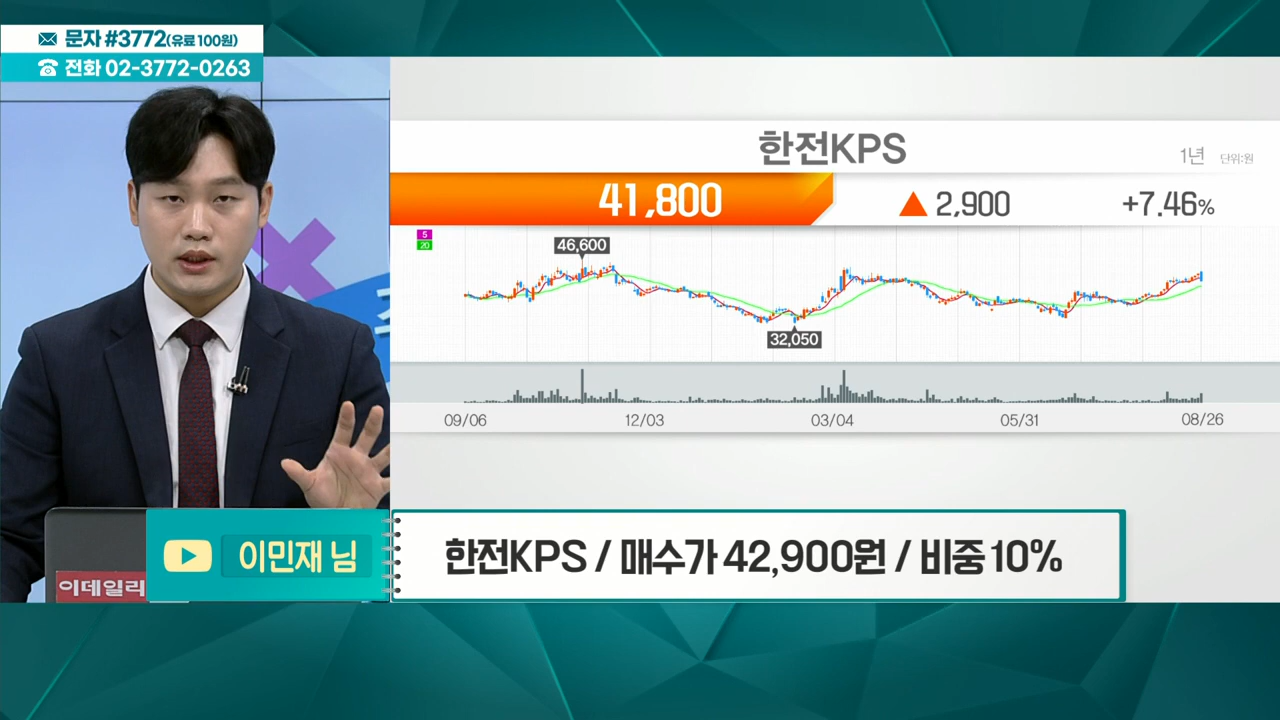 문자 #3772(유료 100원)
전화 02-3772-0263
한전KPS
1년 단위:원
41,800 ▲ 2,900 +7.46%
5
20
46,600
32,050
09/06 12/03 03/04 05/31 08/26
이민재 님
한전KPS / 매수가 42,900원 / 비중 10%
이데일리